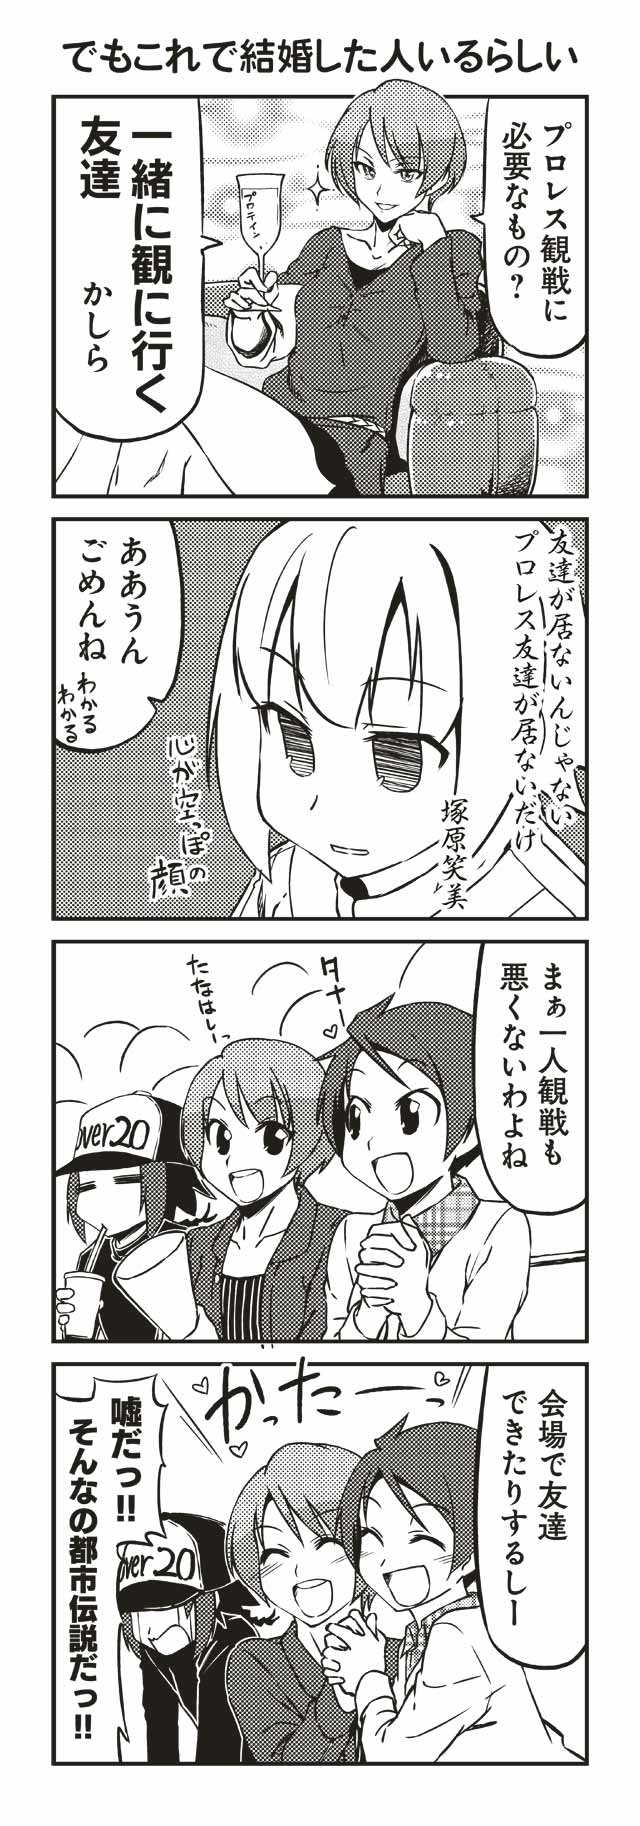 でもこれで結婚した人いるらしい
プロレス観戦に
必要なもの？
プロテイン
一緒に観に行く
友達
かしら
友達が居ないんじゃない
プロレス友達が居ないだけ
塚原笑美
ああうん
ごめんね
わかる
わかる
心が空っぽの
顔
まぁ一人観戦も
悪くないわよね
タナー♡
たなはしーっ
over20
会場で友達
できたりするしー
かったーーっ
over20
嘘だっ!!
そんなの都市伝説だっ!!